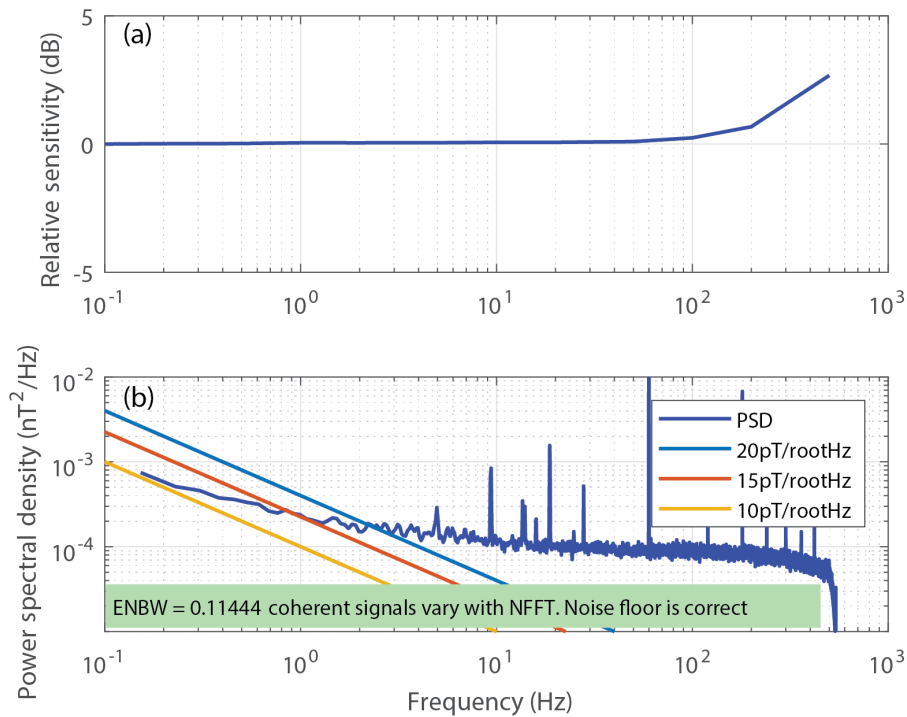 (a)
Relative sensitivity (dB)
5
0
-5
10^-1
10^0
10^1
10^2
10^3
(b)
Power spectral density (nT^2/Hz)
10^-2
10^-3
10^-4
PSD
20pT/rootHz
15pT/rootHz
10pT/rootHz
ENBW = 0.11444 coherent signals vary with NFFT. Noise floor is correct
10^-1
10^0
10^1
10^2
10^3
Frequency (Hz)